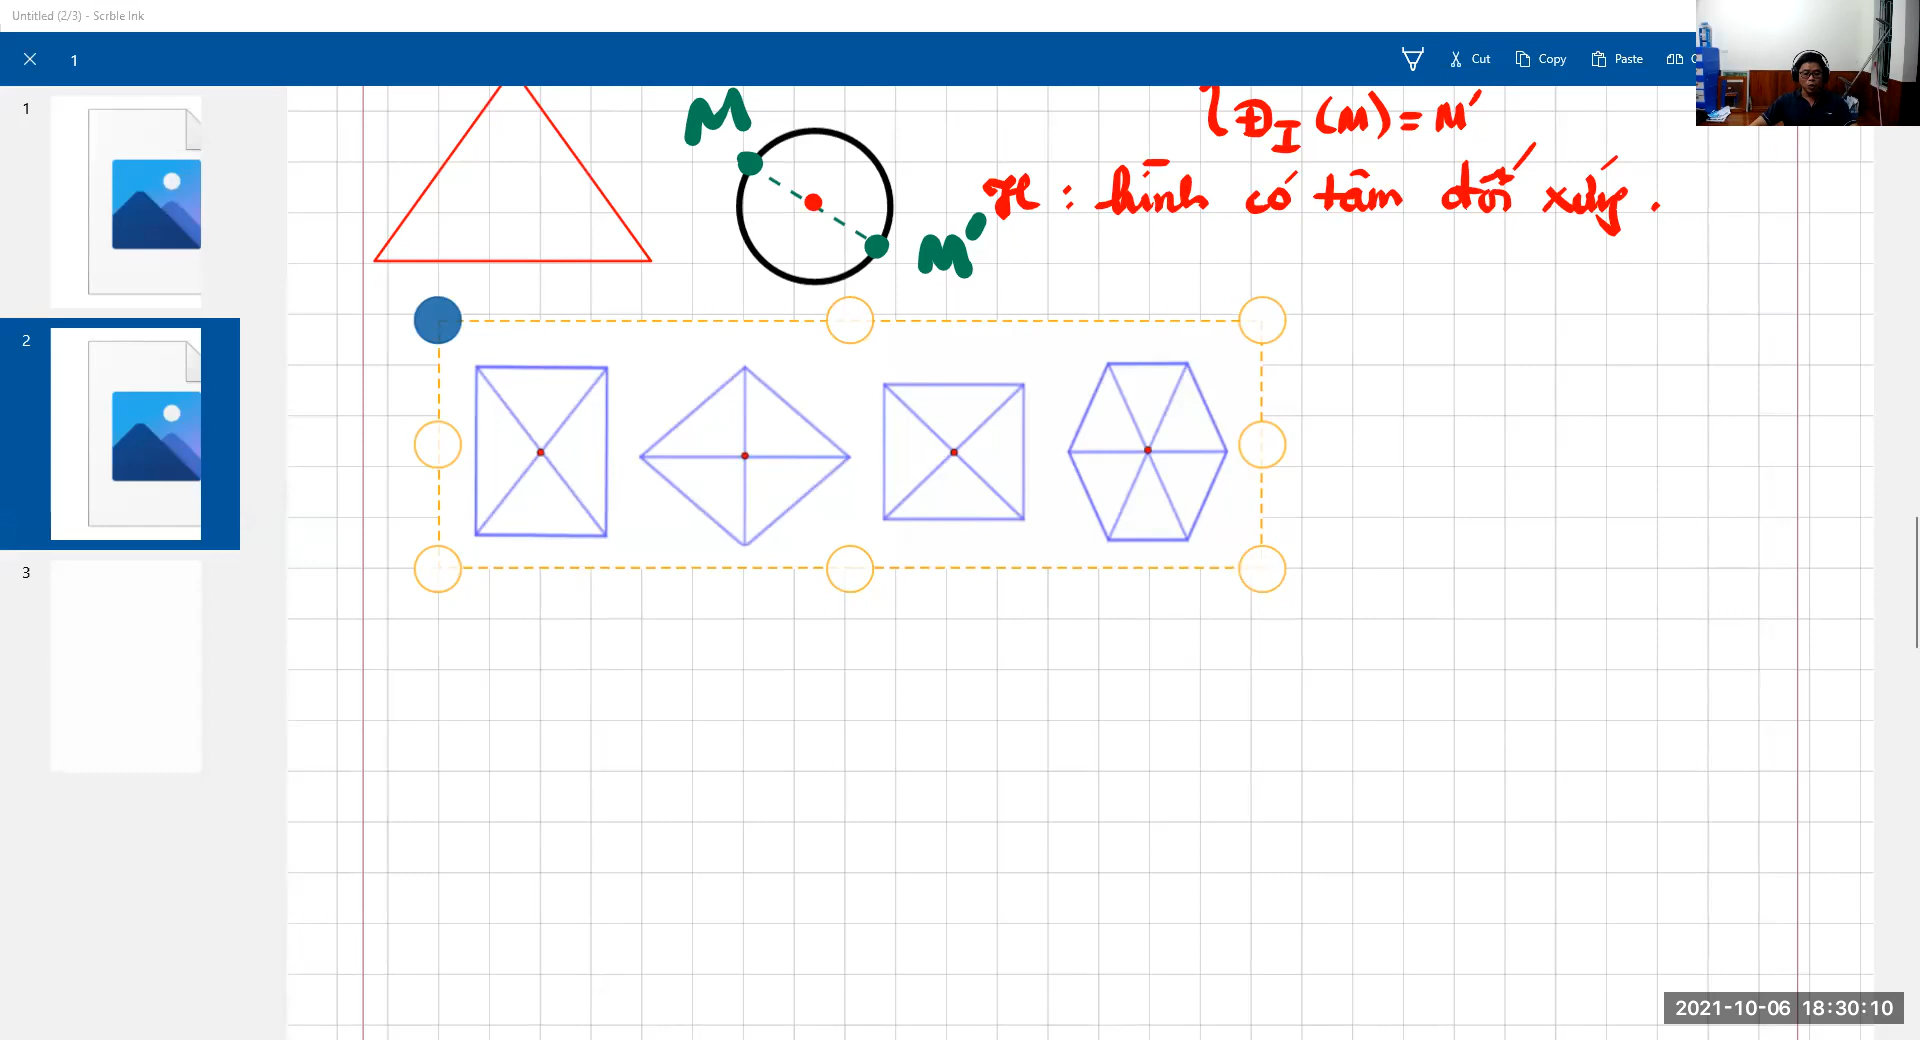 Untitled (2/3) - Scrble Ink
1
Cut
Copy
Paste
1
2
3
M
M'
Đ_I (M) = M'
H : hình có tâm đối xứng.
2021-10-06 18:30:10